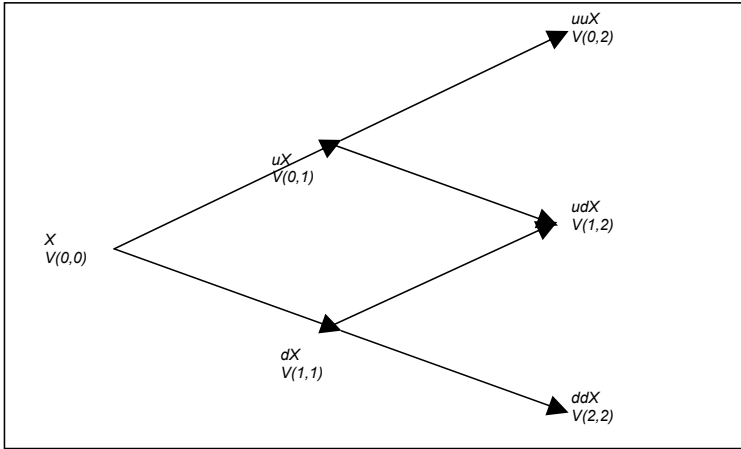 uuX
V(0,2)
uX
V(0,1)
udX
V(1,2)
X
V(0,0)
dX
V(1,1)
ddX
V(2,2)